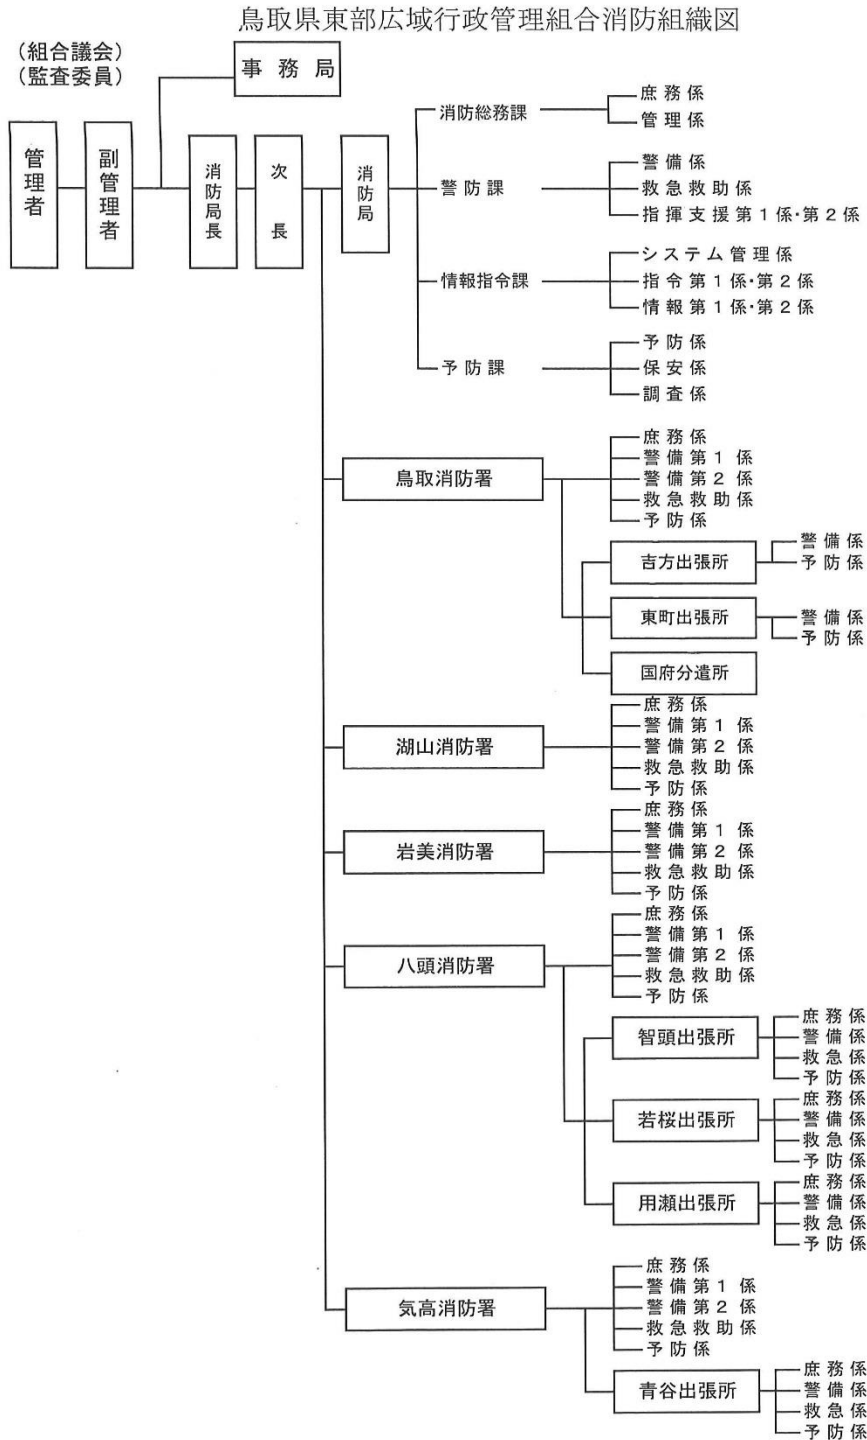 鳥取県東部広域行政管理組合消防組織図
（組合議会）
（監査委員）
事務局
管理者
副管理者
消防局長
次長
消防局
消防総務課
庶務係
管理係
警防課
警備係
救急救助係
指揮支援第1係・第2係
情報指令課
システム管理係
指令第1係・第2係
情報第1係・第2係
予防課
予防係
保安係
調査係
鳥取消防署
庶務係
警備第1係
警備第2係
救急救助係
予防係
吉方出張所
警備係
予防係
東町出張所
警備係
予防係
国府分遣所
湖山消防署
庶務係
警備第1係
警備第2係
救急救助係
予防係
岩美消防署
庶務係
警備第1係
警備第2係
救急救助係
予防係
八頭消防署
庶務係
警備第1係
警備第2係
救急救助係
予防係
智頭出張所
庶務係
警備係
救急係
予防係
若桜出張所
庶務係
警備係
救急係
予防係
用瀬出張所
庶務係
警備係
救急係
予防係
気高消防署
庶務係
警備第1係
警備第2係
救急救助係
予防係
青谷出張所
庶務係
警備係
救急係
予防係